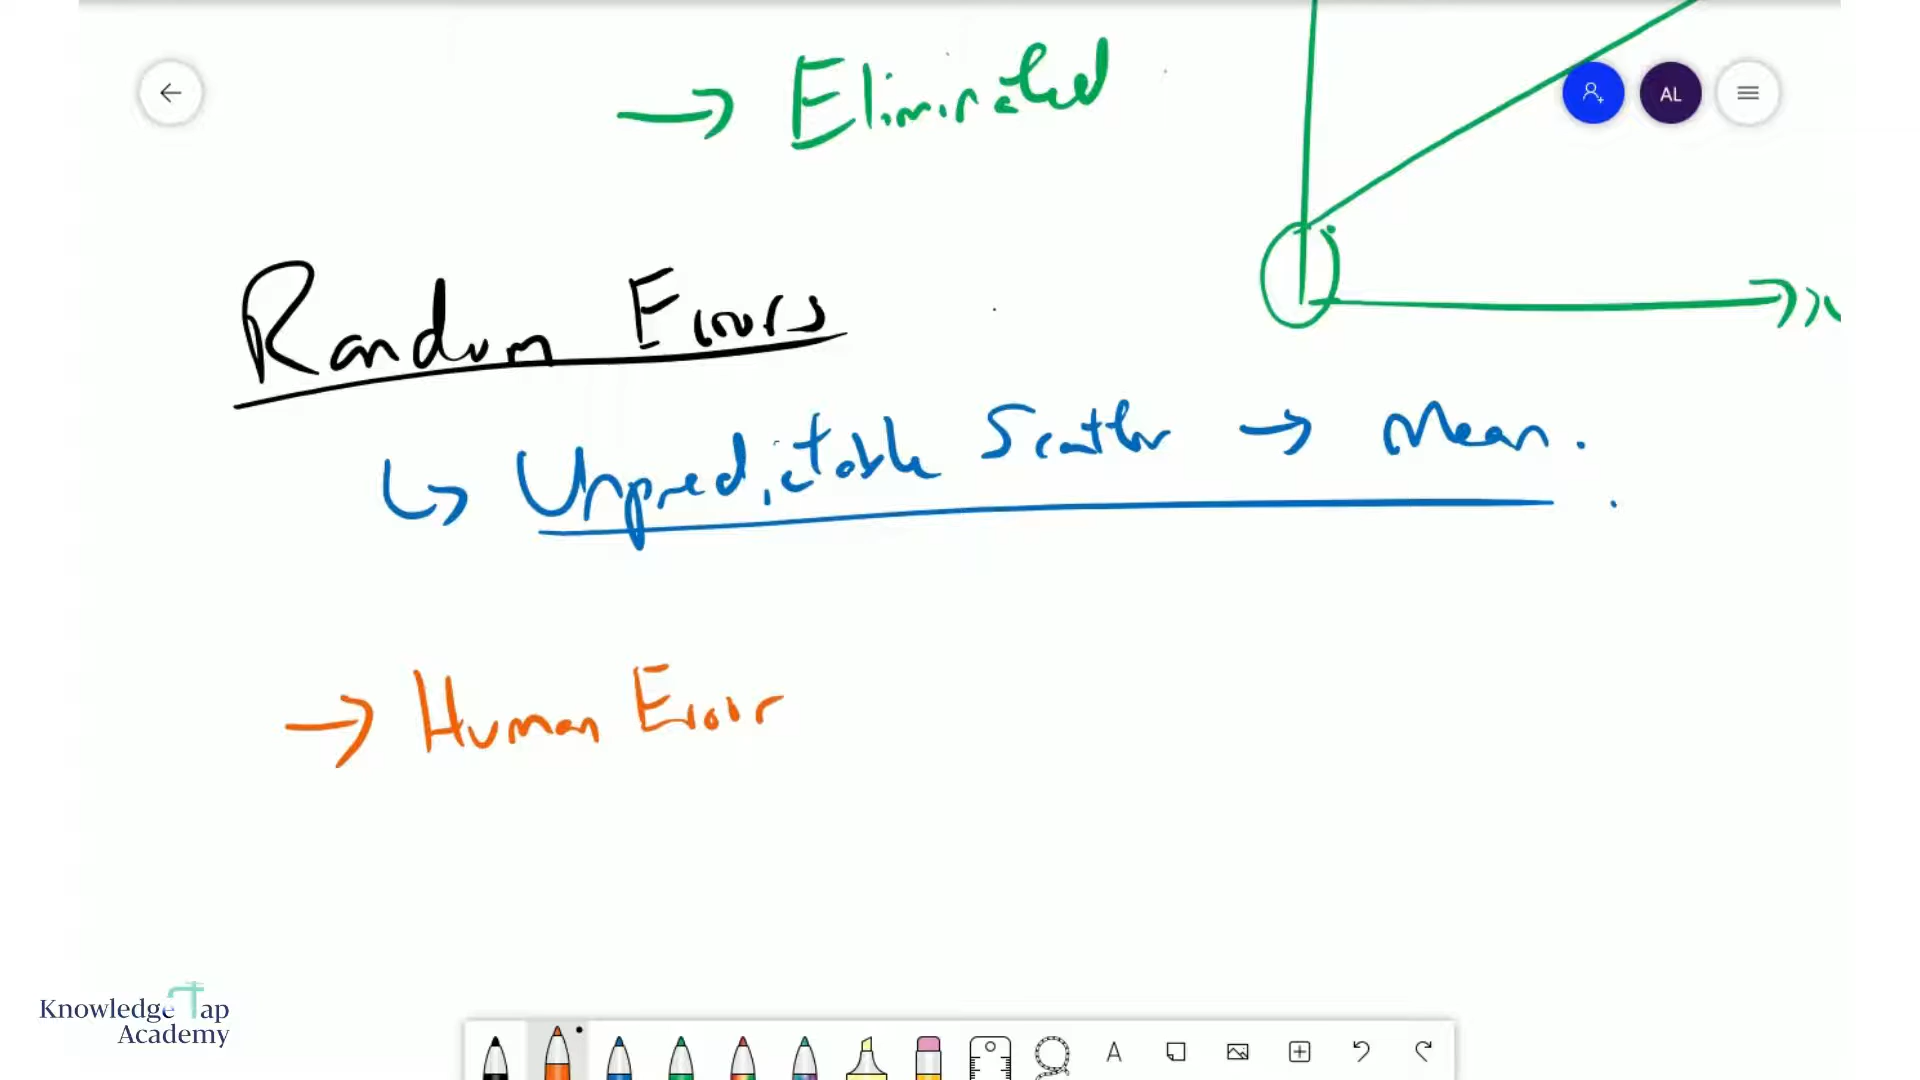 → Eliminated
AL
x
Random Errors
↳ Unpredictable Scatter → Mean.
→ Human Error
Knowledge Tap
Academy
A